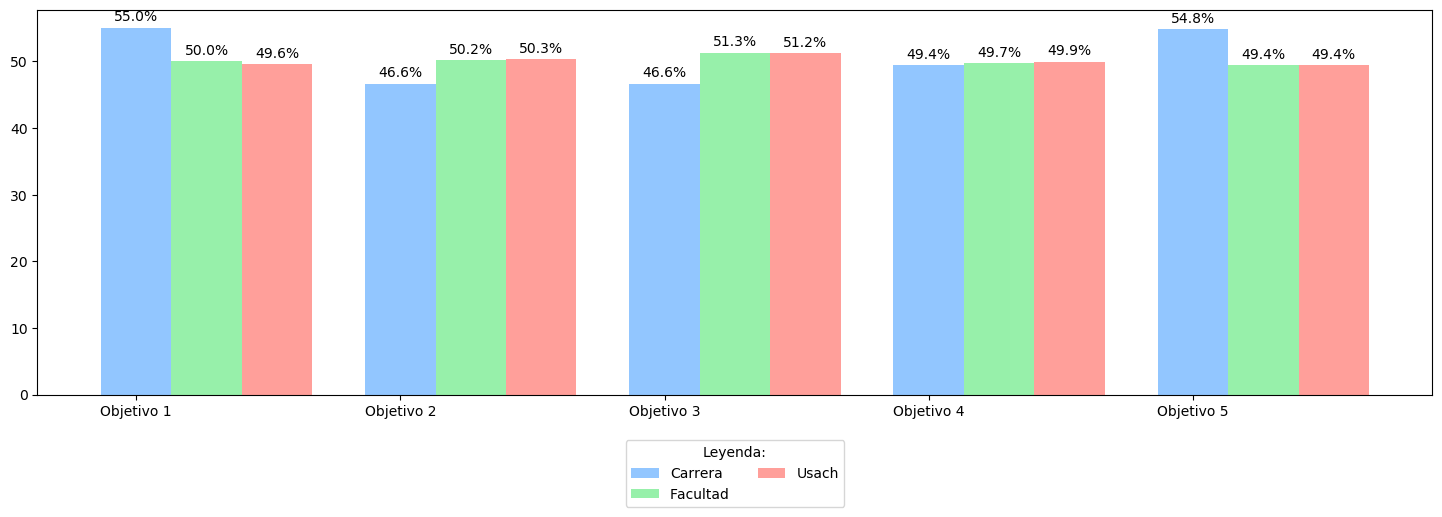 55.0%
50.0%
49.6%
46.6%
50.2%
50.3%
46.6%
51.3%
51.2%
49.4%
49.7%
49.9%
54.8%
49.4%
49.4%
50
40
30
20
10
0
Objetivo 1
Objetivo 2
Objetivo 3
Objetivo 4
Objetivo 5
Leyenda:
Carrera
Facultad
Usach